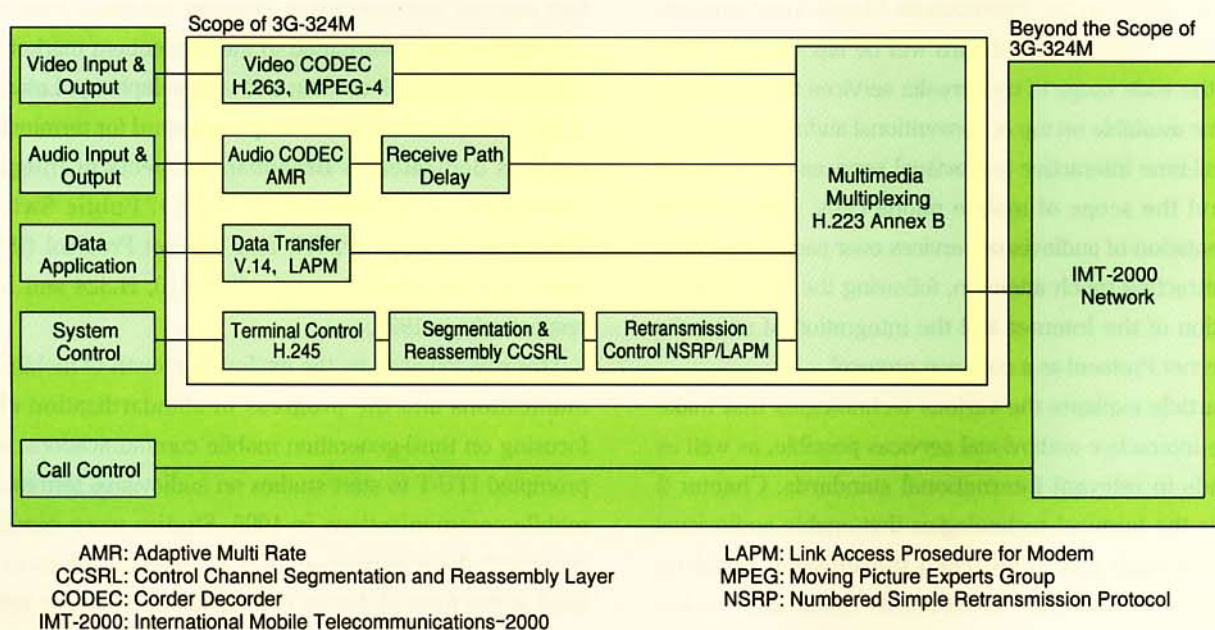 Scope of 3G-324M
Beyond the Scope of
3G-324M
Video Input &
Output
Video CODEC
H.263, MPEG-4
Audio Input &
Output
Audio CODEC
AMR
Receive Path
Delay
Multimedia
Multiplexing
H.223 Annex B
Data
Application
Data Transfer
V.14, LAPM
IMT-2000
Network
System
Control
Terminal Control
H.245
Segmentation &
Reassembly CCSRL
Retransmission
Control NSRP/LAPM
Call Control
AMR: Adaptive Multi Rate
CCSRL: Control Channel Segmentation and Reassembly Layer
CODEC: Corder Decorder
IMT-2000: International Mobile Telecommunications-2000
LAPM: Link Access Prosedure for Modem
MPEG: Moving Picture Experts Group
NSRP: Numbered Simple Retransmission Protocol